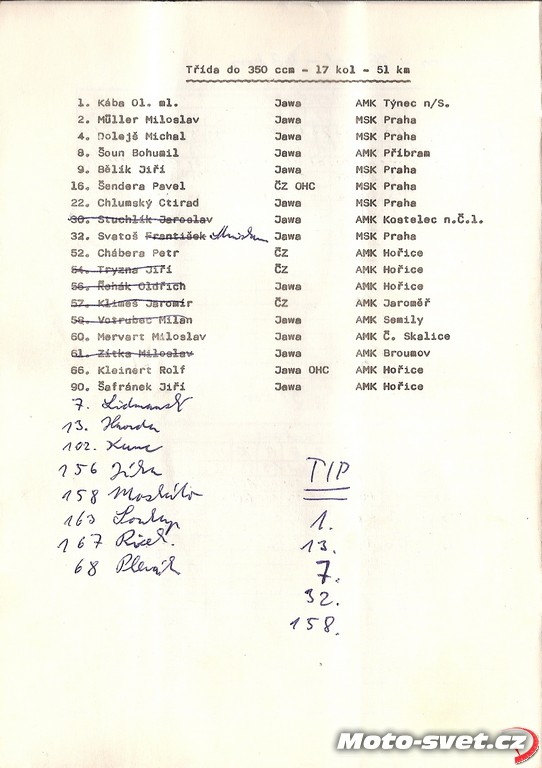 Třída do 350 ccm - 17 kol - 51 km
1. Kába Ol. ml. Jawa AMK Týnec n/S.
2. Müller Miloslav Jawa MSK Praha
4. Dolejš Michal Jawa MSK Praha
8. Šoun Bohumil Jawa AMK Příbram
9. Bělík Jiří Jawa MSK Praha
16. Šendera Pavel ČZ OHC MSK Praha
22. Chlumský Ctirad Jawa MSK Praha
30. Stuchlík Jaroslav Jawa AMK Kostelec n.Č.l.
32. Svatoš František Jawa MSK Praha
52. Chábera Petr ČZ AMK Hořice
54. Tryzna Jiří ČZ AMK Hořice
56. Řehák Oldřich Jawa AMK Hořice
57. Klimeš Jaromír ČZ AMK Jaroměř
58. Votrubec Milan Jawa AMK Semily
60. Mervart Miloslav Jawa AMK Č. Skalice
61. Zítka Miloslav Jawa AMK Broumov
66. Kleinert Rolf Jawa OHC AMK Hořice
90. Šafránek Jiří Jawa AMK Hořice
7. Lidmanský
13. Havrda
102. Kunc
156 Jírka
158
163 Soukup
167
68
TIP
1.
13.
7.
32.
158.
Moto-svet.cz